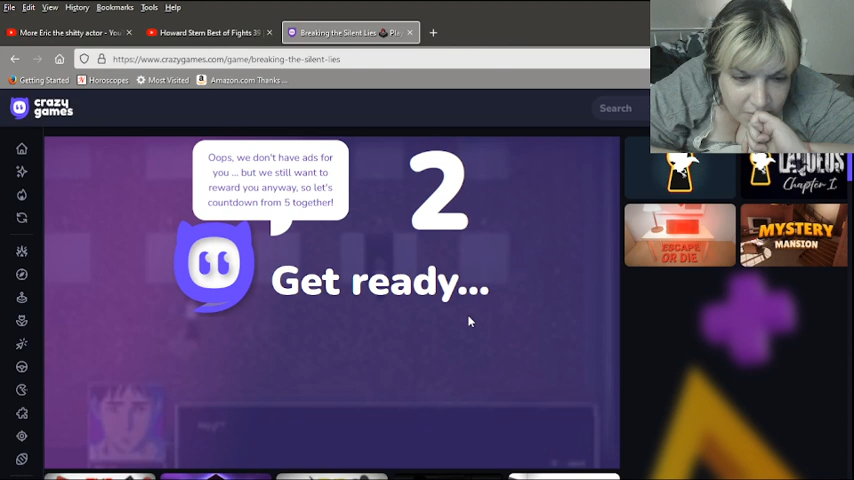 File Edit View History Bookmarks Tools Help
More Eric the shitty actor - You
Howard Stern Best of Fights 39
Breaking the Silent Lies
Play
https://www.crazygames.com/game/breaking-the-silent-lies
Getting Started Horoscopes Most Visited Amazon.com Thanks ...
crazy
games
Search
Oops, we don't have ads for
you ... but we still want to
reward you anyway, so let's
countdown from 5 together!
2
Get ready...
LAQUEUS
Chapter I
ESCAPE
OR DIE
MYSTERY
MANSION